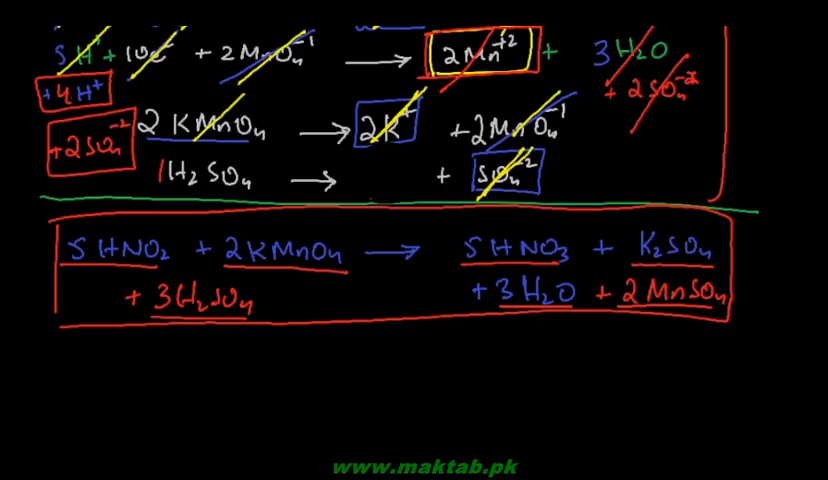 5H⁺ + 10e⁻ + 2MnO₄⁻¹ → 2Mn⁺² + 3H₂O
+4H⁺ + 2SO₄⁻²
+2SO₄⁻² 2KMnO₄ → 2K⁺ + 2MnO₄⁻¹
1H₂SO₄ → + SO₄⁻²
5HNO₂ + 2KMnO₄ → 5HNO₃ + K₂SO₄
+ 3H₂SO₄ + 3H₂O + 2MnSO₄
www.maktab.pk